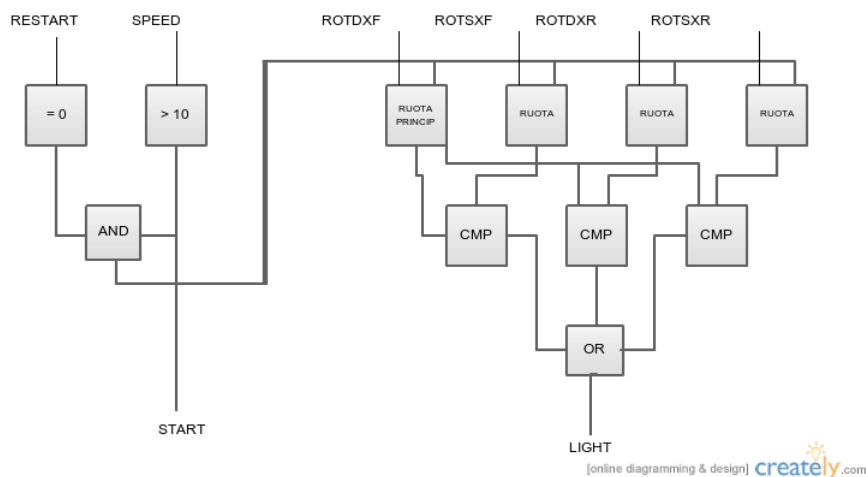 RESTART SPEED ROTDXF ROTSXF ROTDXR ROTSXR
= 0 > 10 RUOTA PRINCIP RUOTA RUOTA RUOTA
AND CMP CMP CMP
OR
START
LIGHT
[online diagramming & design] creately.com